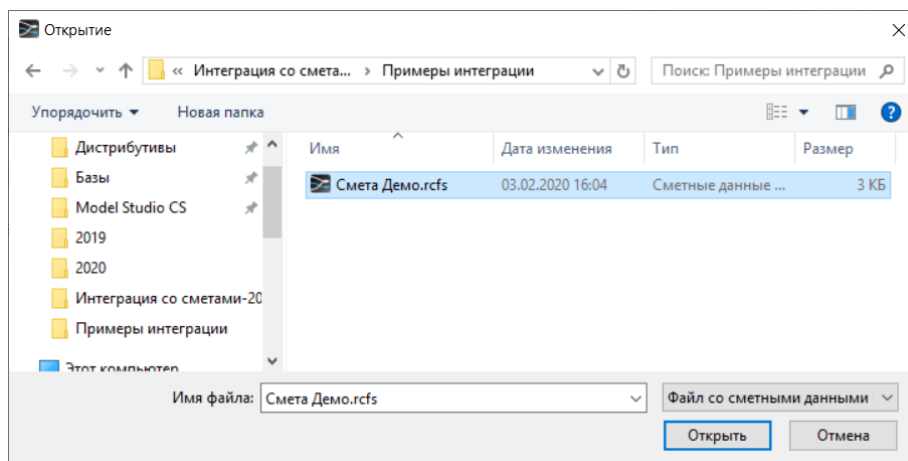 Открытие
« Интеграция со смета... › Примеры интеграции
Поиск: Примеры интеграции
Упорядочить Новая папка
Имя Дата изменения Тип Размер
Смета Демо.rcfs 03.02.2020 16:04 Сметные данные ... 3 КБ
Дистрибутивы
Базы
Model Studio CS
2019
2020
Интеграция со сметами-20
Примеры интеграции
Этот компьютер
Имя файла: Смета Демо.rcfs Файл со сметными данными
Открыть Отмена